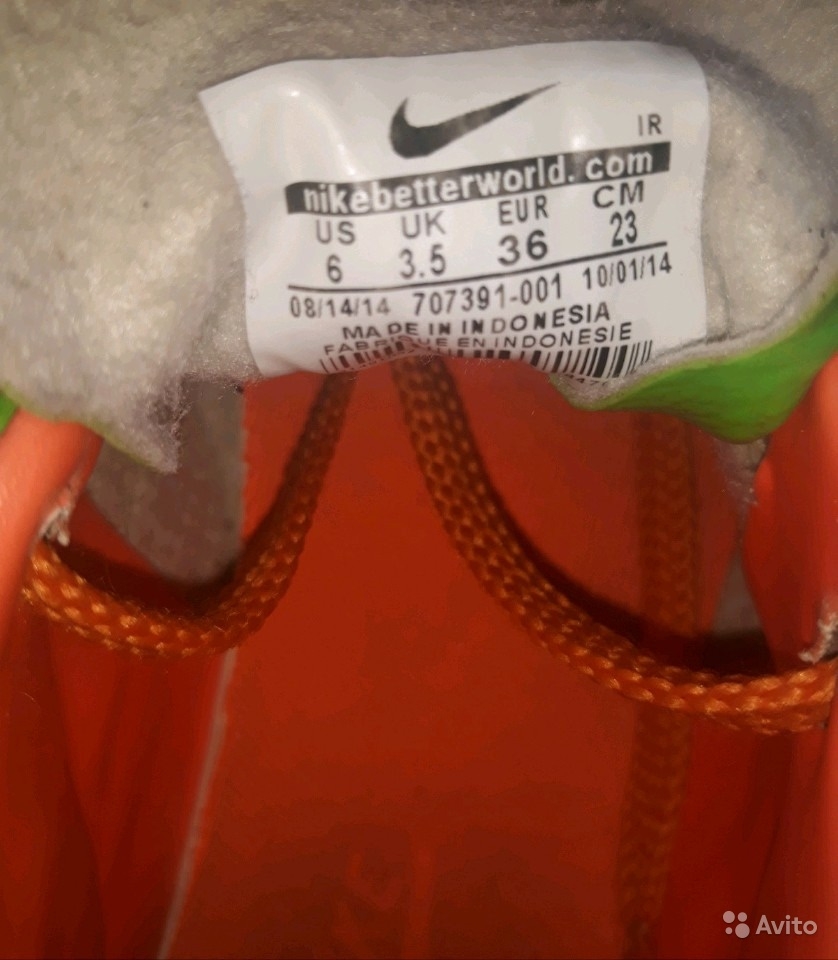 IR
nikebetterworld.com
US UK EUR CM
6 3.5 36 23
08/14/14 707391-001 10/01/14
MADE IN INDONESIA
FABRIQUE EN INDONESIE
Avito